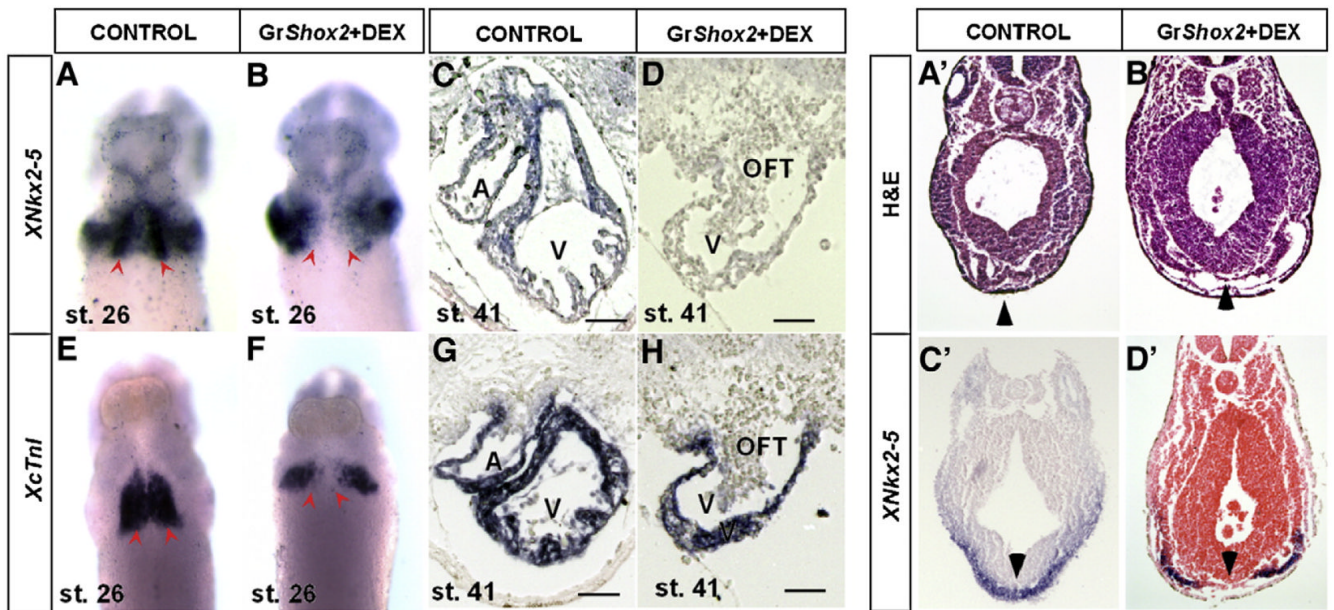 CONTROL
GrShox2+DEX
CONTROL
GrShox2+DEX
CONTROL
GrShox2+DEX
XNkx2-5
A
st. 26
B
st. 26
C
A
V
st. 41
D
OFT
V
st. 41
H&E
A'
B'
XcTnI
E
st. 26
F
st. 26
G
A
V
st. 41
H
OFT
V
V
st. 41
XNkx2-5
C'
D'